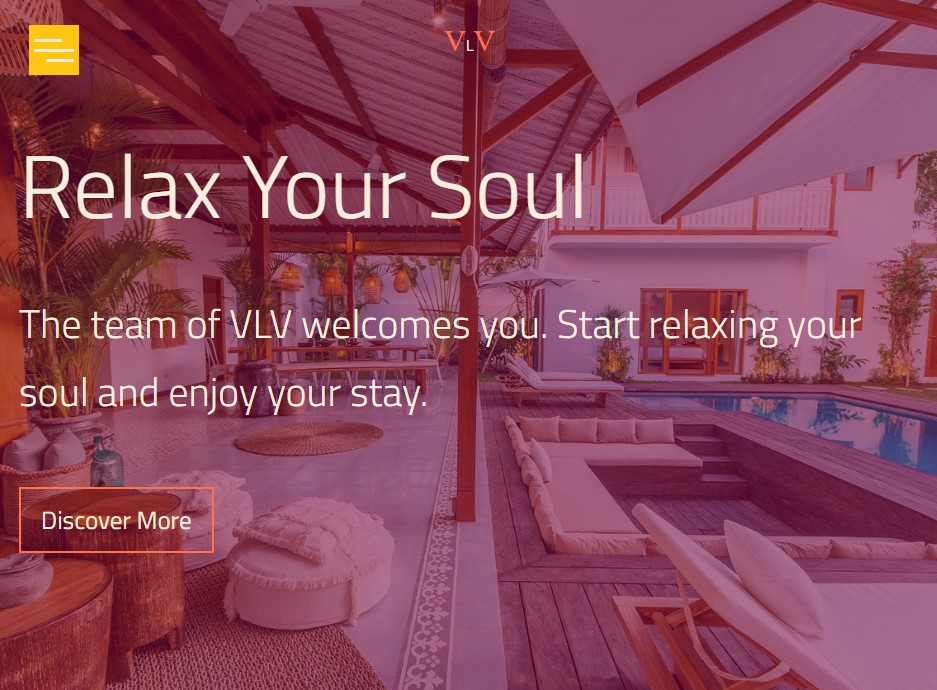 VLV
Relax Your Soul
The team of VLV welcomes you. Start relaxing your
soul and enjoy your stay.
Discover More